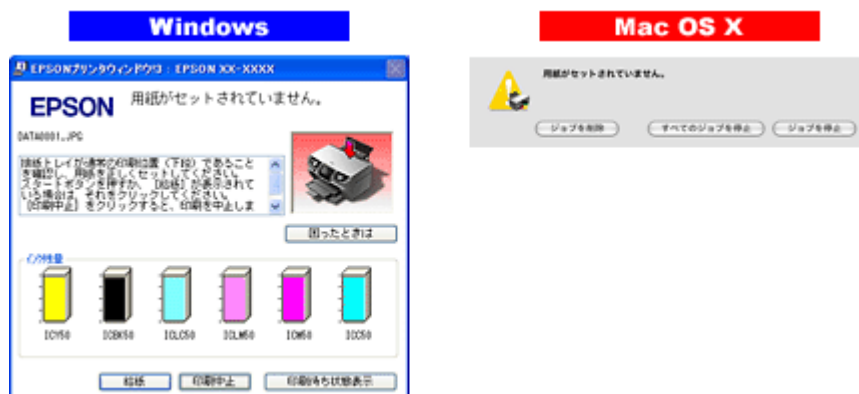 Windows
Mac OS X
EPSONプリンタウィンドウ!3 : EPSON XX-XXXX
EPSON
用紙がセットされていません。
DATA0001.JPG
給紙トレイが通常の印刷位置（下段）であること
を確認し、用紙を正しくセットしてください。
スタートボタンを押すか、［給紙］が表示されて
いる場合は、それをクリックしてください。
［印刷中止］をクリックすると、印刷を中止しま
困ったときは
インク残量
ICY50
ICBK50
ICLC50
ICLM50
ICM50
ICC50
給紙
印刷中止
印刷待ち状態表示
用紙がセットされていません。
ジョブを削除
すべてのジョブを停止
ジョブを停止